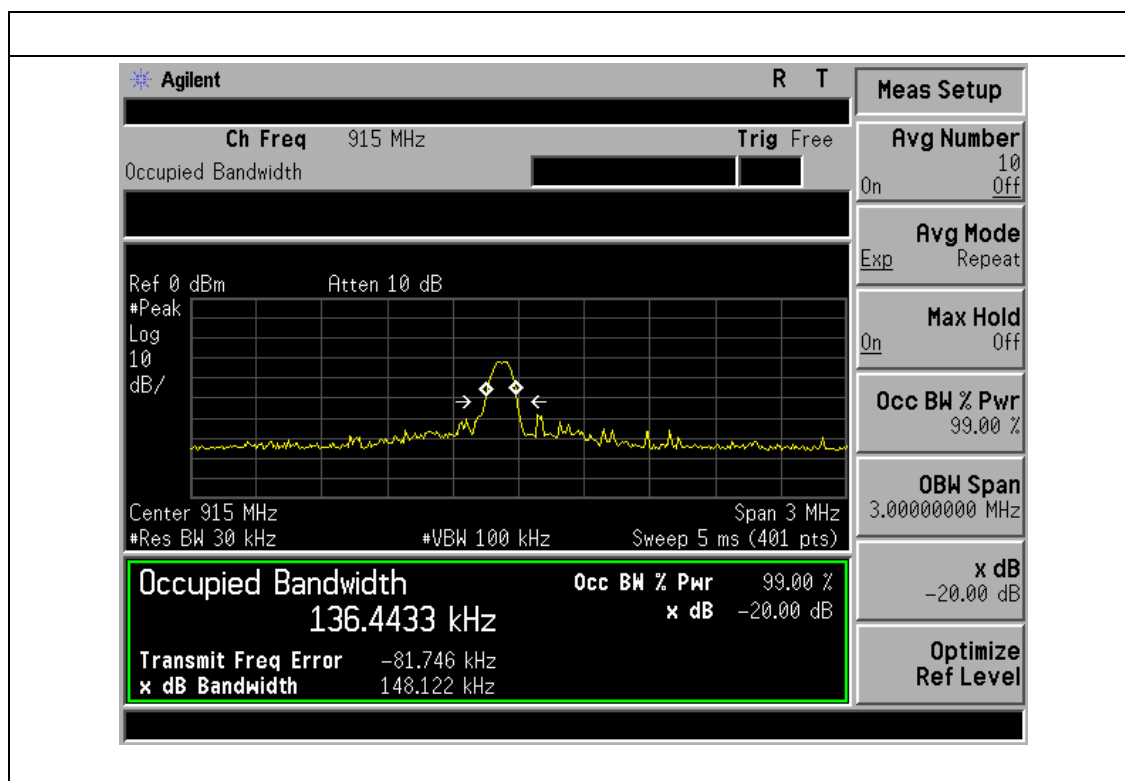 Agilent R T
Ch Freq 915 MHz Trig Free
Occupied Bandwidth
Ref 0 dBm Atten 10 dB
#Peak
Log
10
dB/
Center 915 MHz Span 3 MHz
#Res BW 30 kHz #VBW 100 kHz Sweep 5 ms (401 pts)
Occupied Bandwidth Occ BW % Pwr 99.00 %
136.4433 kHz x dB -20.00 dB
Transmit Freq Error -81.746 kHz
x dB Bandwidth 148.122 kHz
Meas Setup
Avg Number
10
On Off
Avg Mode
Exp Repeat
Max Hold
On Off
Occ BW % Pwr
99.00 %
OBW Span
3.00000000 MHz
x dB
-20.00 dB
Optimize
Ref Level